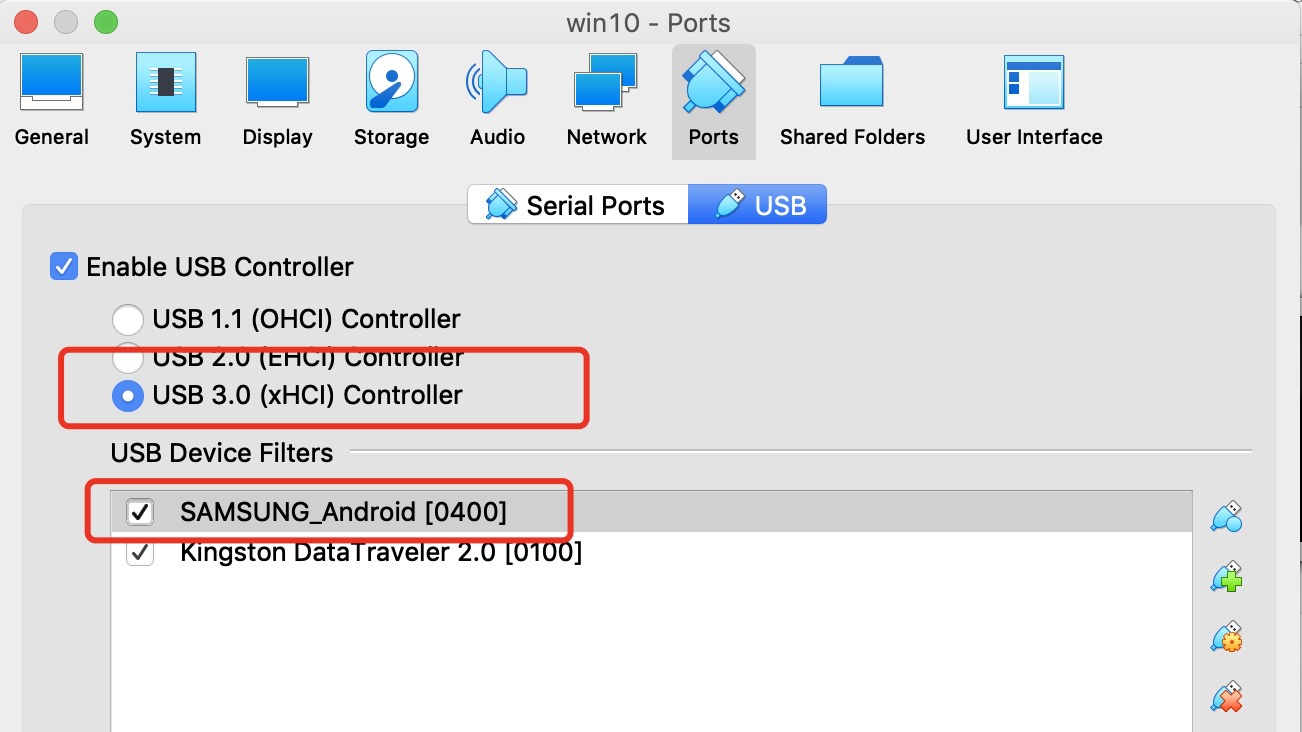 win10 - Ports
General System Display Storage Audio Network Ports Shared Folders User Interface
Serial Ports USB
Enable USB Controller
USB 1.1 (OHCI) Controller
USB 2.0 (EHCI) Controller
USB 3.0 (xHCI) Controller
USB Device Filters
SAMSUNG_Android [0400]
Kingston DataTraveler 2.0 [0100]